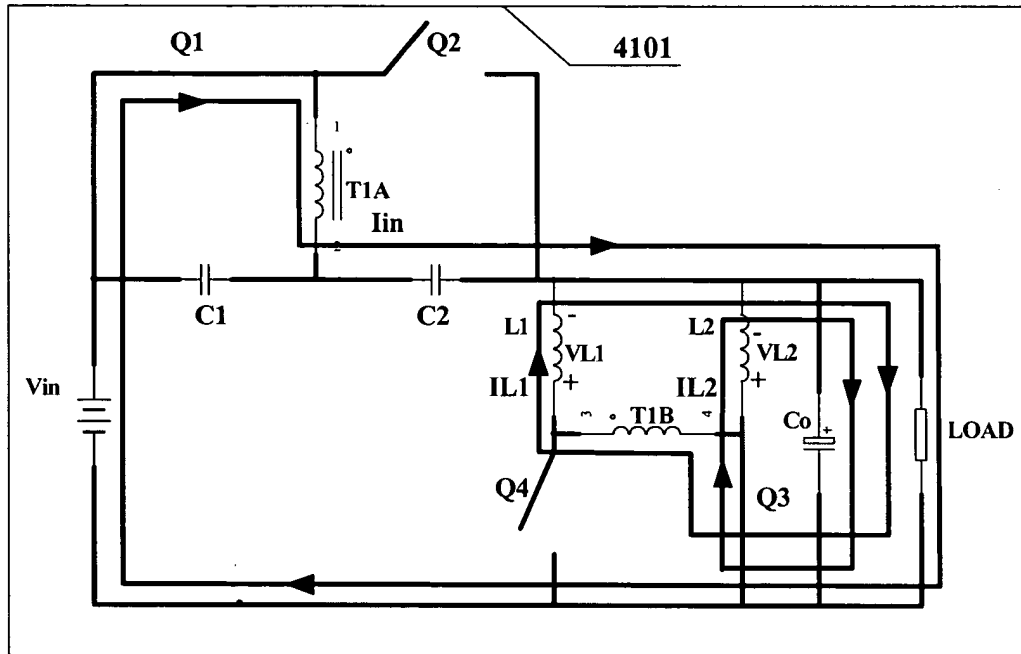 Q1
Q2
4101
1
T1A
Iin
2
C1
C2
L1
-
VL1
+
IL1
L2
-
VL2
+
IL2
Vin
3
T1B
4
Co
+
LOAD
Q4
Q3